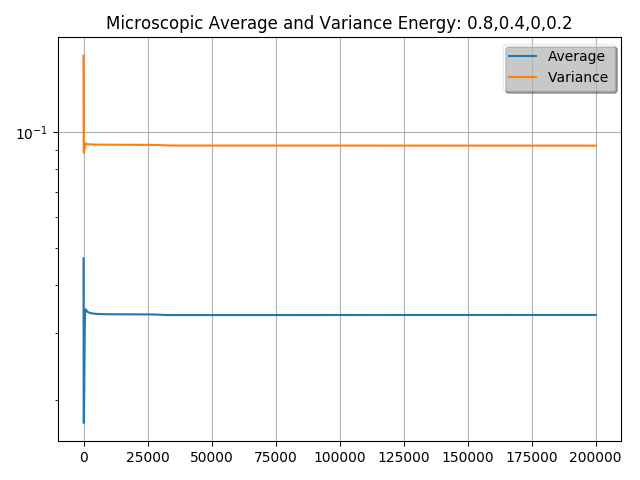 Microscopic Average and Variance Energy: 0.8,0.4,0,0.2
Average
Variance
10⁻¹
0 25000 50000 75000 100000 125000 150000 175000 200000